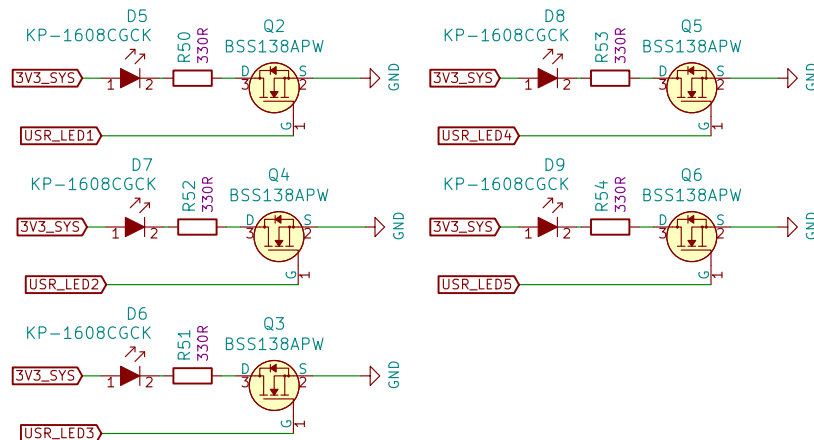 D5
KP-1608CGCK
R50
330R
Q2
BSS138APW
3V3_SYS
1
2
D
3
S
2
G
1
GND
USR_LED1
D8
KP-1608CGCK
R53
330R
Q5
BSS138APW
3V3_SYS
1
2
D
3
S
2
G
1
GND
USR_LED4
D7
KP-1608CGCK
R52
330R
Q4
BSS138APW
3V3_SYS
1
2
D
3
S
2
G
1
GND
USR_LED2
D9
KP-1608CGCK
R54
330R
Q6
BSS138APW
3V3_SYS
1
2
D
3
S
2
G
1
GND
USR_LED5
D6
KP-1608CGCK
R51
330R
Q3
BSS138APW
3V3_SYS
1
2
D
3
S
2
G
1
GND
USR_LED3